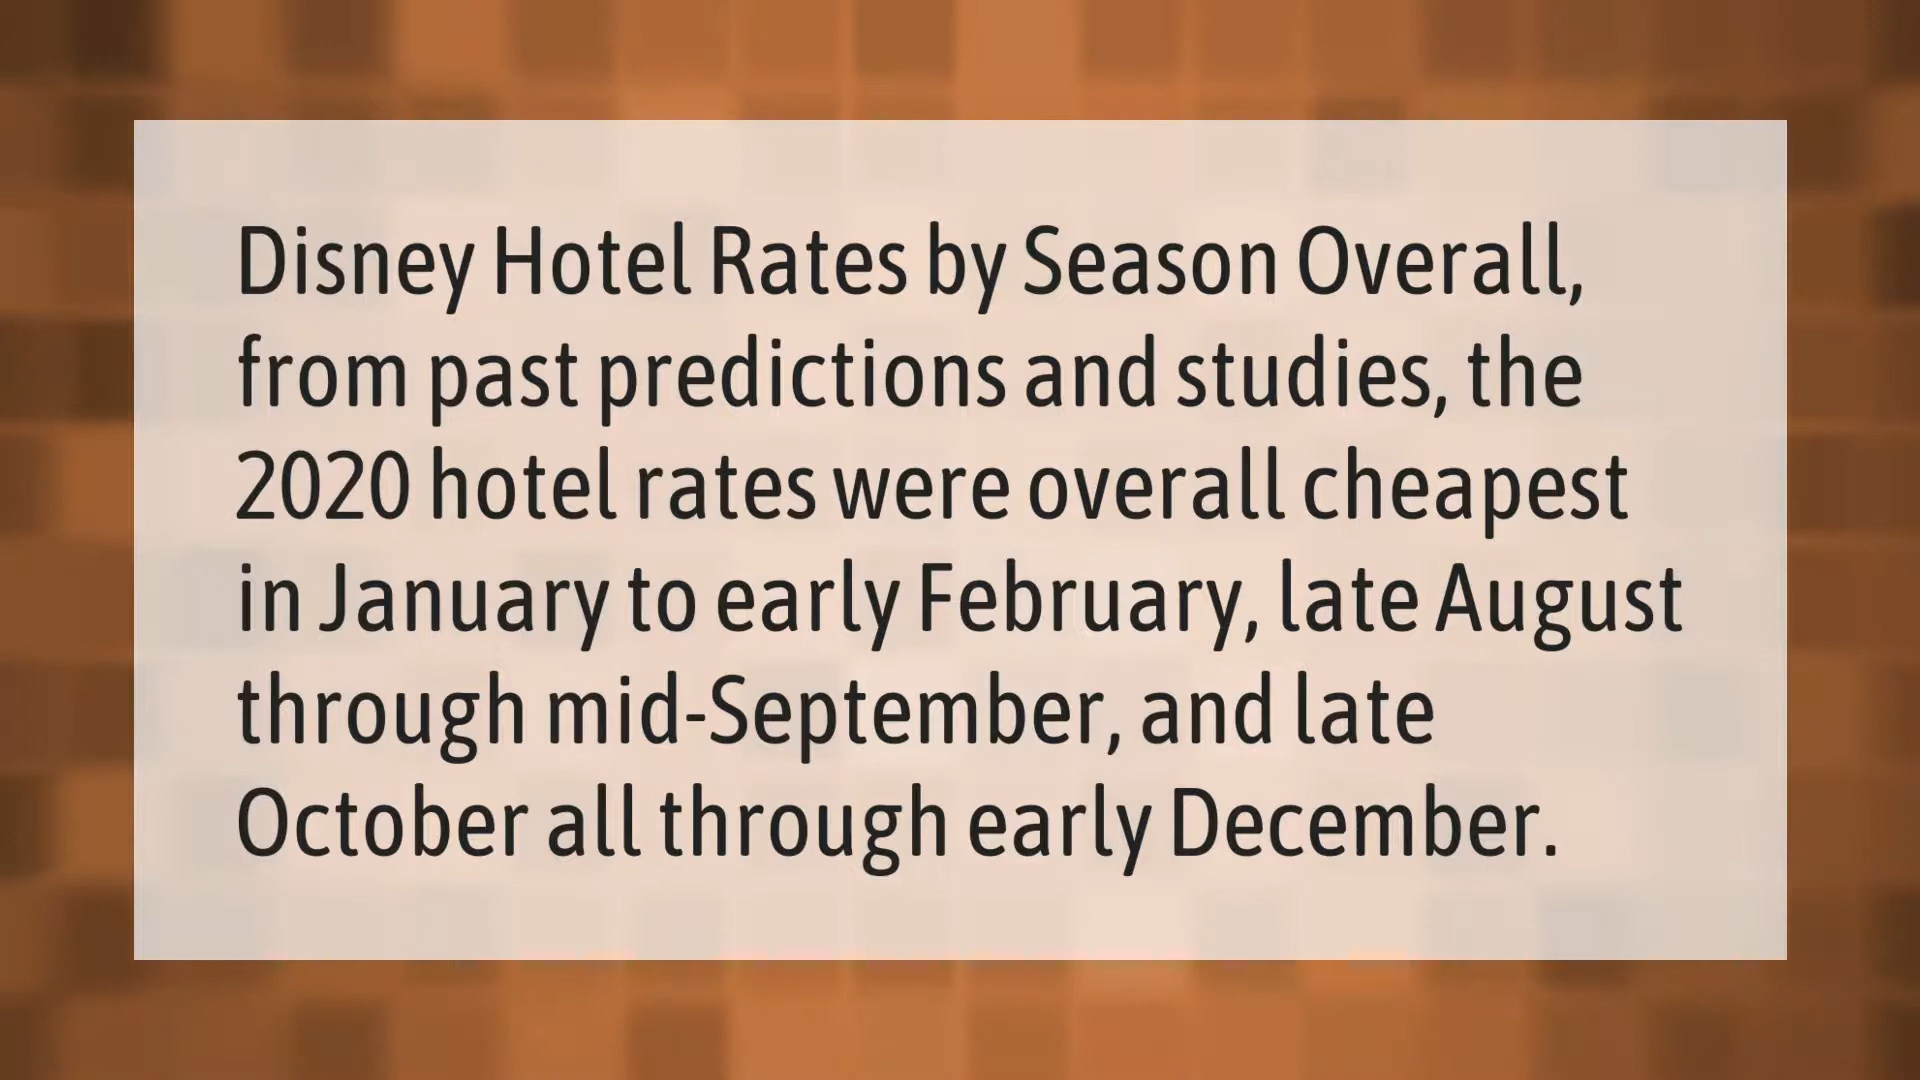 Disney Hotel Rates by Season Overall,
from past predictions and studies, the
2020 hotel rates were overall cheapest
in January to early February, late August
through mid-September, and late
October all through early December.